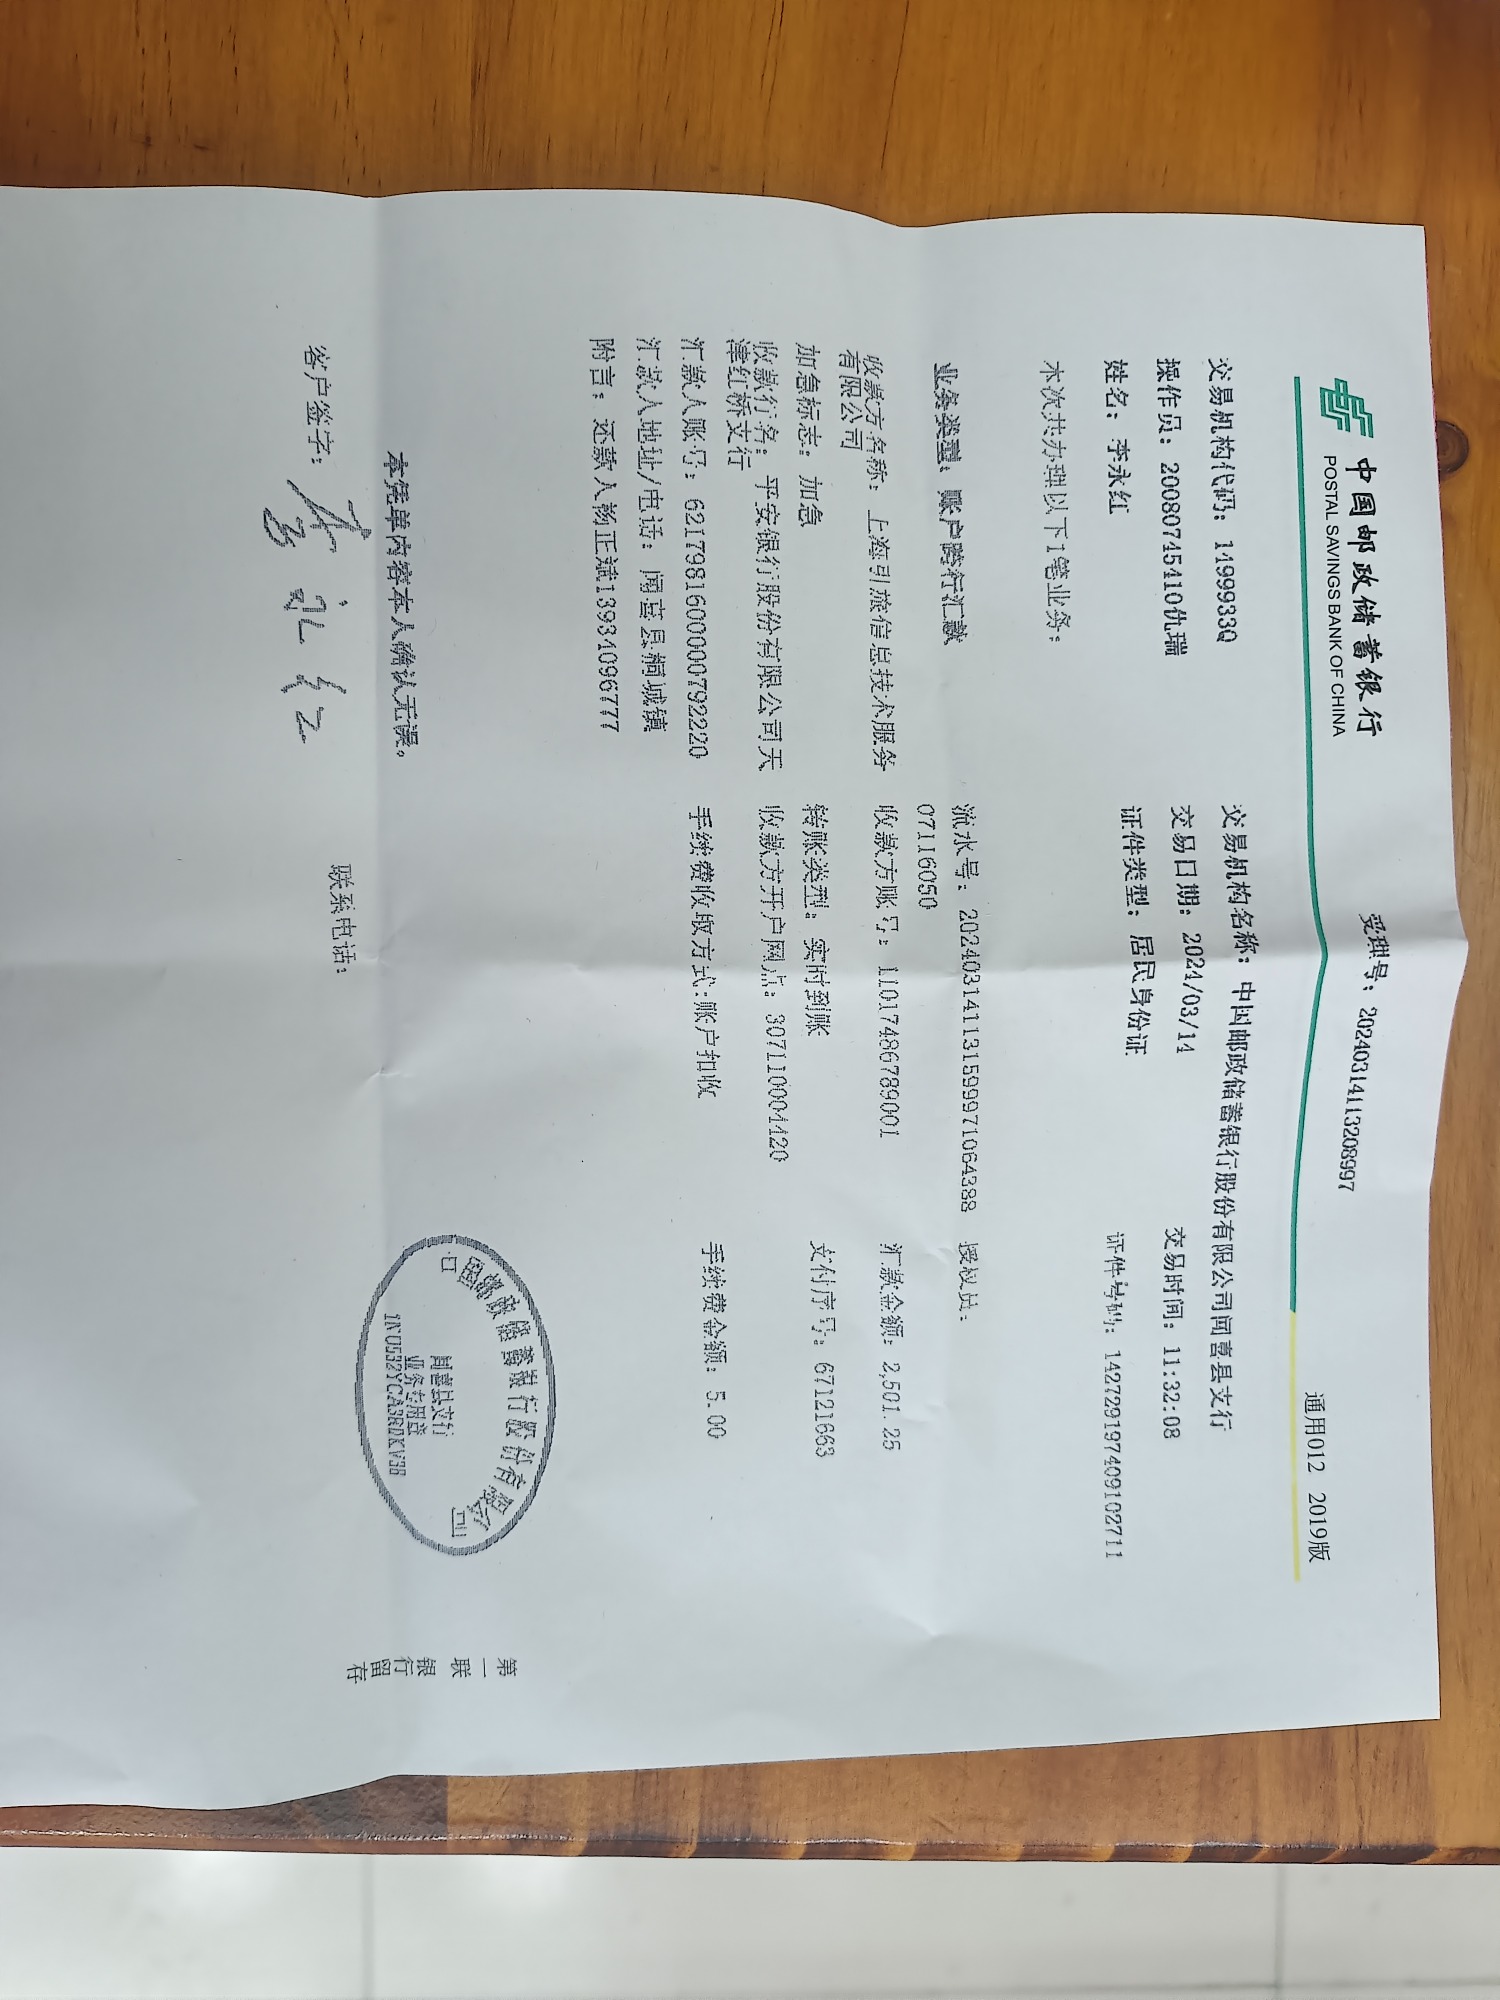 中国邮政储蓄银行
POSTAL SAVINGS BANK OF CHINA
受理号：20240314113208997
通用012 2019版
交易机构代码：1499933Q 交易机构名称：中国邮政储蓄银行股份有限公司闻喜县支行
操作员：20080745410仇瑞 交易日期：2024/03/14 交易时间：11:32:08
姓名：李永红 证件类型：居民身份证 证件号码：142729197409102711
本次共办理以下1笔业务：
业务类型：账户跨行汇款 流水号：202403141131599971064388 授权员：
07116050
收款方名称：上海引旅信息技术服务 收款方账号：11017486789001 汇款金额：2,501.25
有限公司
加急标志：加急 转账类型：实时到账 支付序号：67121663
收款行名：平安银行股份有限公司天 收款方开户网点：307110004420
津红桥支行
汇款人账号：6217981600000792220 手续费收取方式:账户扣收 手续费金额：5.00
汇款人地址/电话：闻喜县桐城镇
附言：还款人杨正斌13934096777
本凭单内容本人确认无误。
客户签字：李永红 联系电话：
中国邮政储蓄银行股份有限公司
闻喜县支行
业务专用章
第一联 银行留存